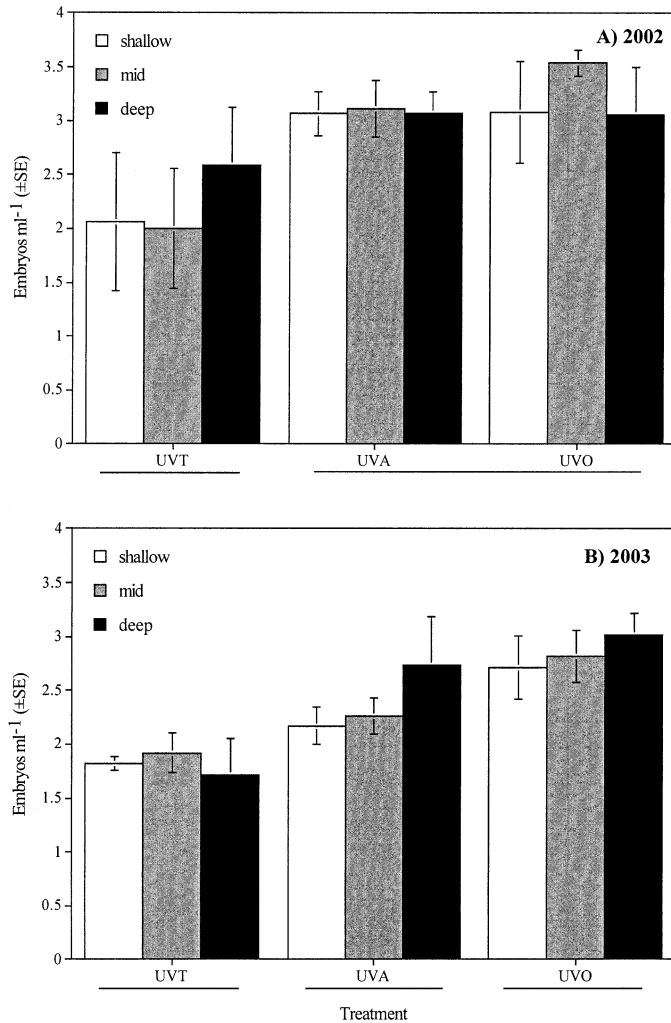 4
A) 2002
shallow
3.5
mid
3
deep
2.5
2
1.5
1
0.5
0
Embryos ml-1 (±SE)
UVT UVA UVO
4
B) 2003
shallow
3.5
mid
3
deep
2.5
2
1.5
1
0.5
0
Embryos ml-1 (±SE)
UVT UVA UVO
Treatment